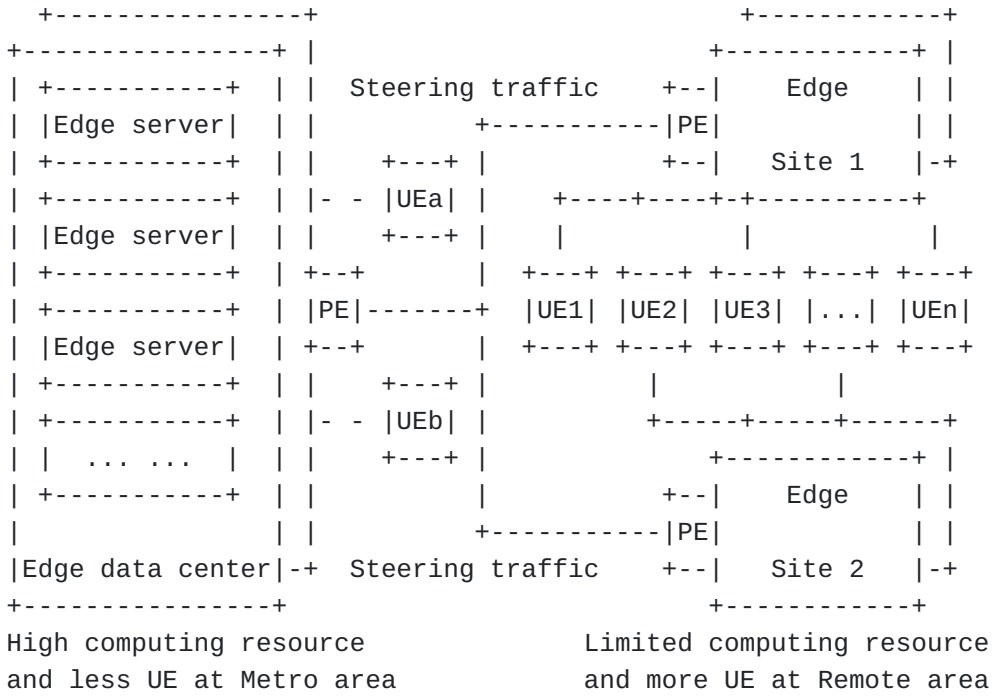 +----------------+                       +------------+
+----------------+ |                     +------------+ |
| +-----------+  | |  Steering traffic   +--|    Edge    | |
| |Edge server|  | |         +-----------|PE|            | |
| +-----------+  | |   +---+ |           +--|   Site 1   |-+
| +-----------+  | |- - |UEa| |    +----+----+-+----------+
| |Edge server|  | |   +---+ |    |         |         |
| +-----------+  | +--+      |  +---+ +---+ +---+ +---+ +---+
| +-----------+  | |PE|-------+  |UE1| |UE2| |UE3| |...| |UEn|
| |Edge server|  | +--+      |  +---+ +---+ +---+ +---+ +---+
| +-----------+  | |   +---+ |         |         |
| +-----------+  | |- - |UEb| |         +-----+-----+------+
| |  ... ...  |  | |   +---+ |            +------------+ |
| +-----------+  | |         |         +--|    Edge    | |
|                | |         +-----------|PE|            | |
|Edge data center|-+  Steering traffic   +--|   Site 2   |-+
+----------------+                       +------------+
High computing resource          Limited computing resource
and less UE at Metro area          and more UE at Remote area